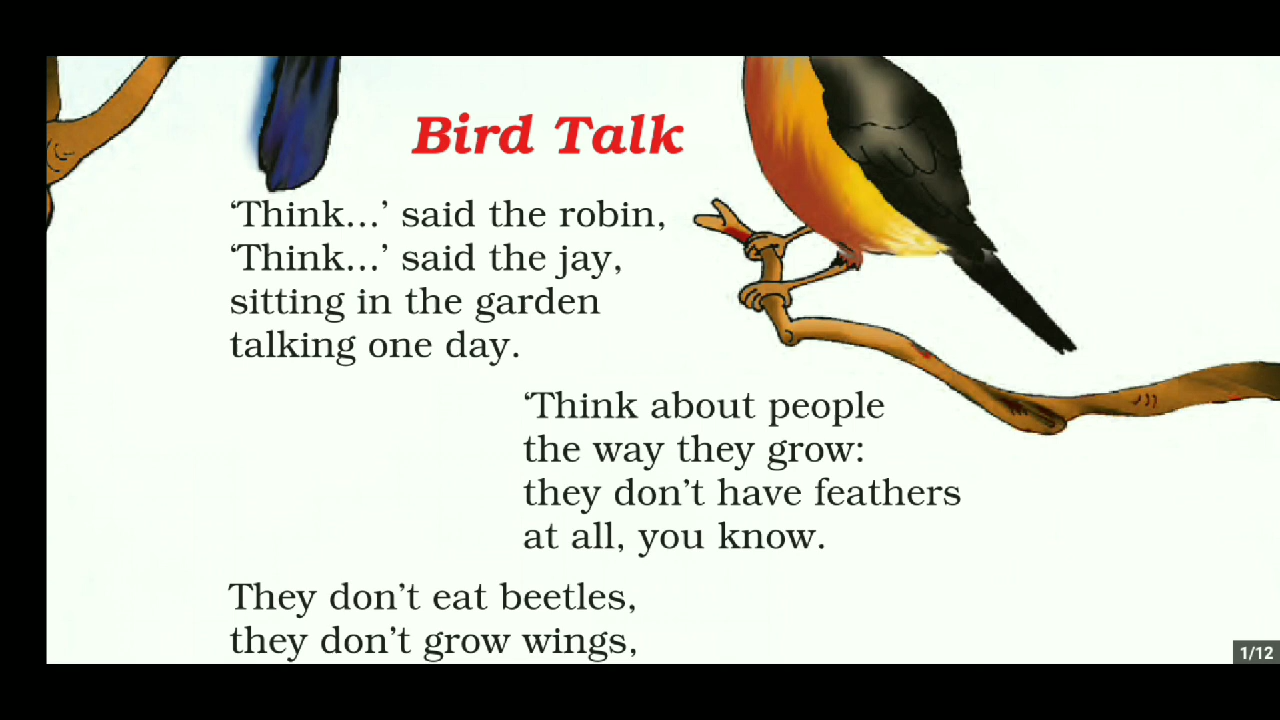 Bird Talk
‘Think...’ said the robin,
‘Think...’ said the jay,
sitting in the garden
talking one day.
‘Think about people
the way they grow:
they don’t have feathers
at all, you know.
They don’t eat beetles,
they don’t grow wings,
1/12